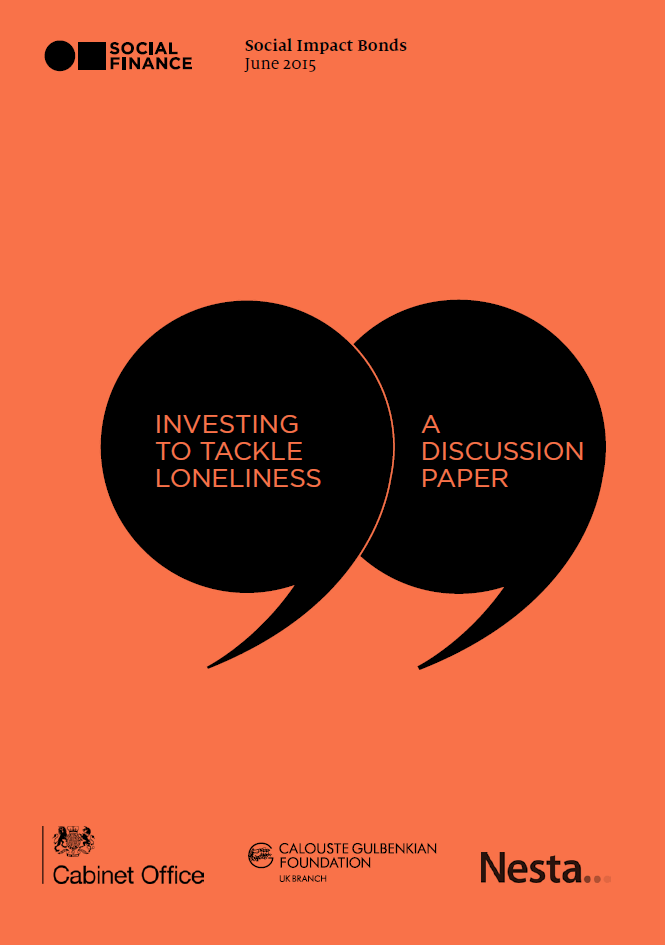 SOCIAL
FINANCE
Social Impact Bonds
June 2015
INVESTING
TO TACKLE
LONELINESS
A
DISCUSSION
PAPER
Cabinet Office
CALOUSTE GULBENKIAN
FOUNDATION
UK BRANCH
Nesta...